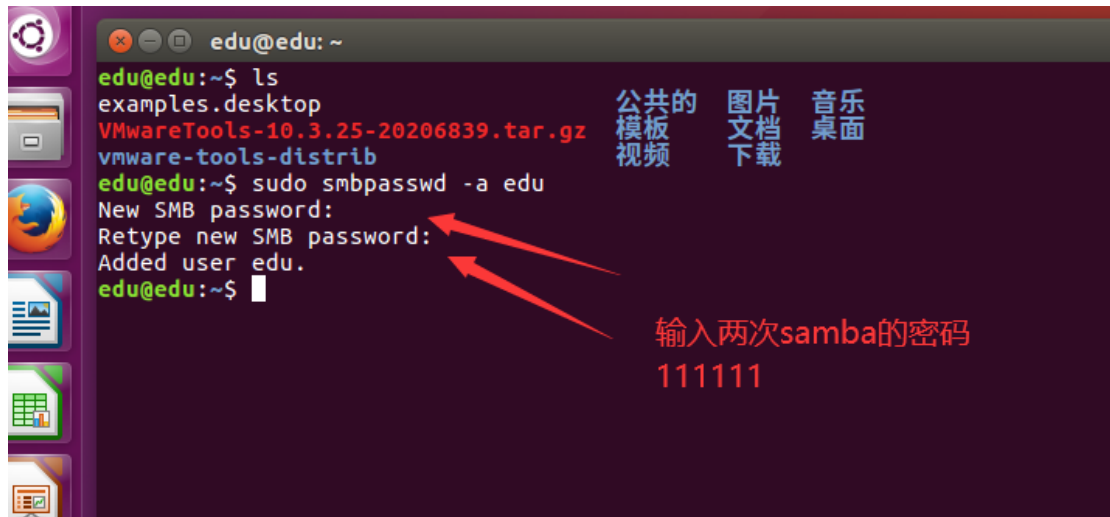 edu@edu: ~
edu@edu:~$ ls
examples.desktop 公共的 图片 音乐
VMwareTools-10.3.25-20206839.tar.gz 模板 文档 桌面
vmware-tools-distrib 视频 下载
edu@edu:~$ sudo smbpasswd -a edu
New SMB password:
Retype new SMB password:
Added user edu.
edu@edu:~$
输入两次samba的密码
111111